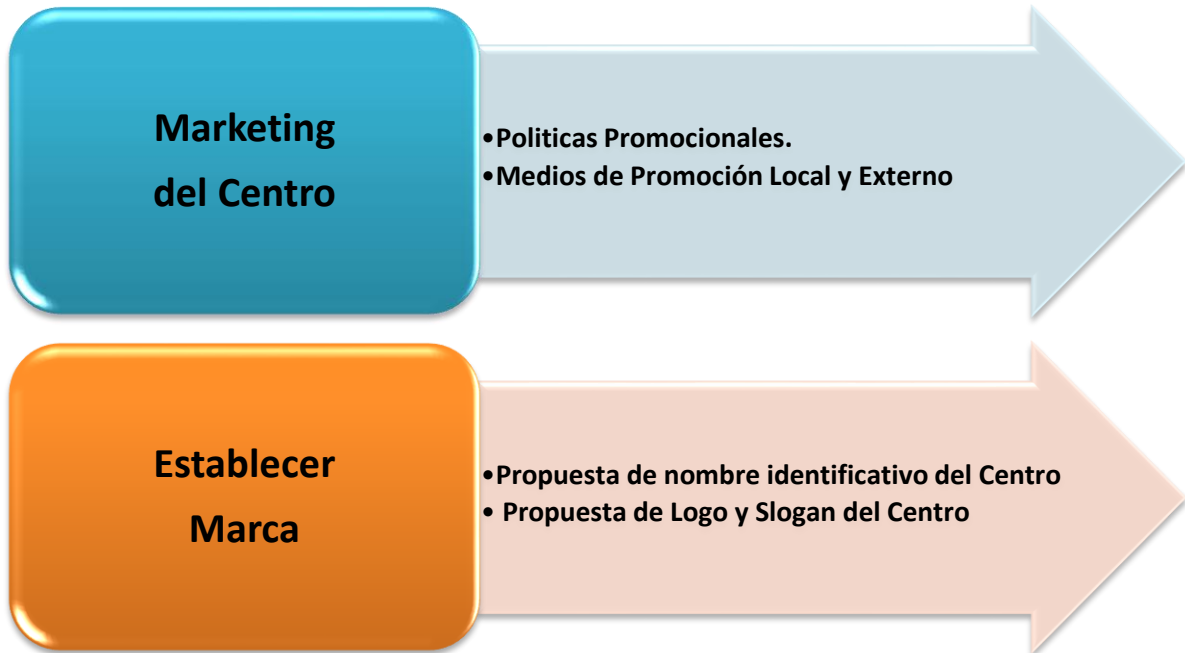 Marketing
del Centro
•Politicas Promocionales.
•Medios de Promoción Local y Externo
Establecer
Marca
•Propuesta de nombre identificativo del Centro
• Propuesta de Logo y Slogan del Centro